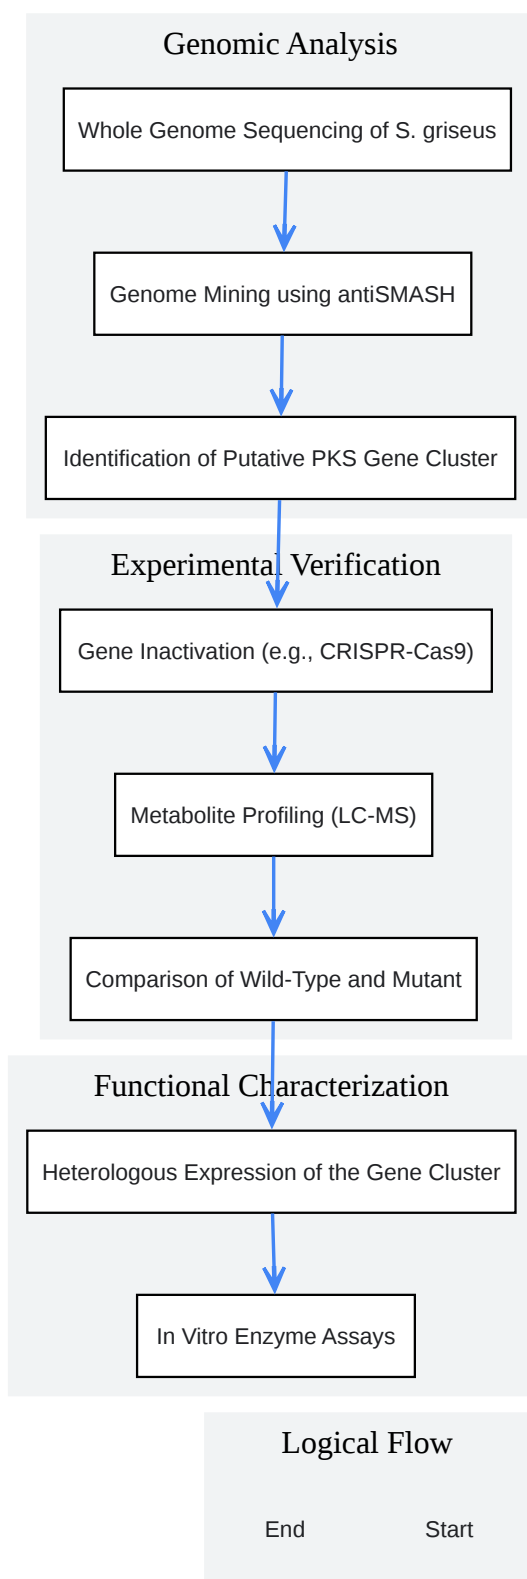 Genomic Analysis
Whole Genome Sequencing of S. griseus
Genome Mining using antiSMASH
Identification of Putative PKS Gene Cluster
Experimental Verification
Gene Inactivation (e.g., CRISPR-Cas9)
Metabolite Profiling (LC-MS)
Comparison of Wild-Type and Mutant
Functional Characterization
Heterologous Expression of the Gene Cluster
In Vitro Enzyme Assays
Logical Flow
End Start